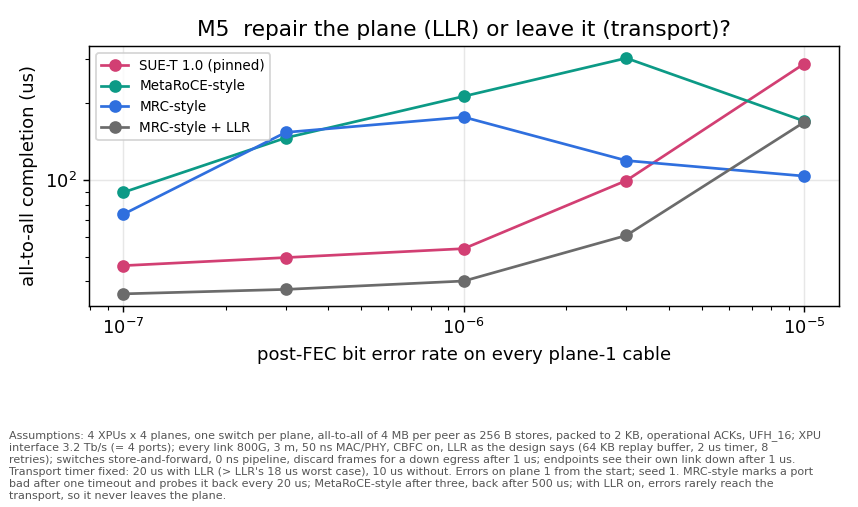 M5  repair the plane (LLR) or leave it (transport)?
SUE-T 1.0 (pinned)
MetaRoCE-style
MRC-style
MRC-style + LLR
all-to-all completion (us)
10²
10⁻⁷
10⁻⁶
10⁻⁵
post-FEC bit error rate on every plane-1 cable
Assumptions: 4 XPUs x 4 planes, one switch per plane, all-to-all of 4 MB per peer as 256 B stores, packed to 2 KB, operational ACKs, UFH_16; XPU
interface 3.2 Tb/s (= 4 ports); every link 800G, 3 m, 50 ns MAC/PHY, CBFC on, LLR as the design says (64 KB replay buffer, 2 us timer, 8
retries); switches store-and-forward, 0 ns pipeline, discard frames for a down egress after 1 us; endpoints see their own link down after 1 us.
Transport timer fixed: 20 us with LLR (> LLR's 18 us worst case), 10 us without. Errors on plane 1 from the start; seed 1. MRC-style marks a port
bad after one timeout and probes it back every 20 us; MetaRoCE-style after three, back after 500 us; with LLR on, errors rarely reach the
transport, so it never leaves the plane.